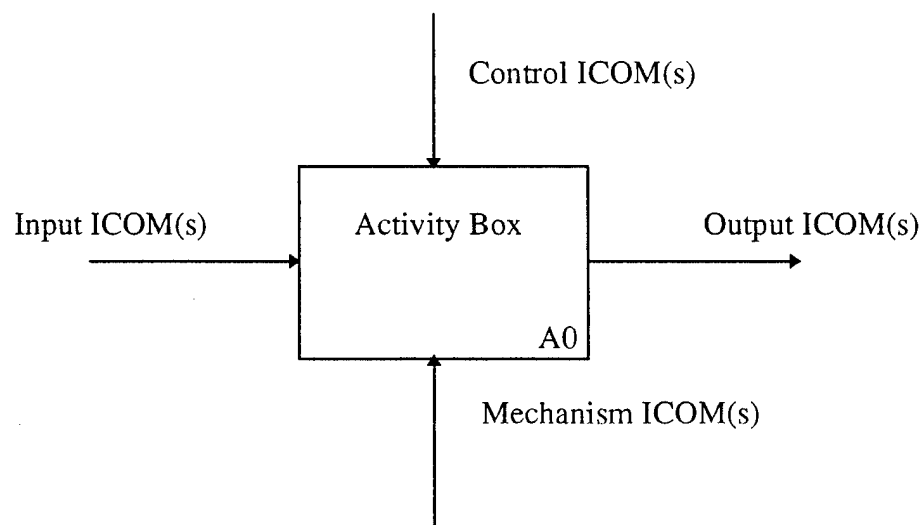 Control ICOM(s)
Input ICOM(s)
Activity Box
Output ICOM(s)
A0
Mechanism ICOM(s)